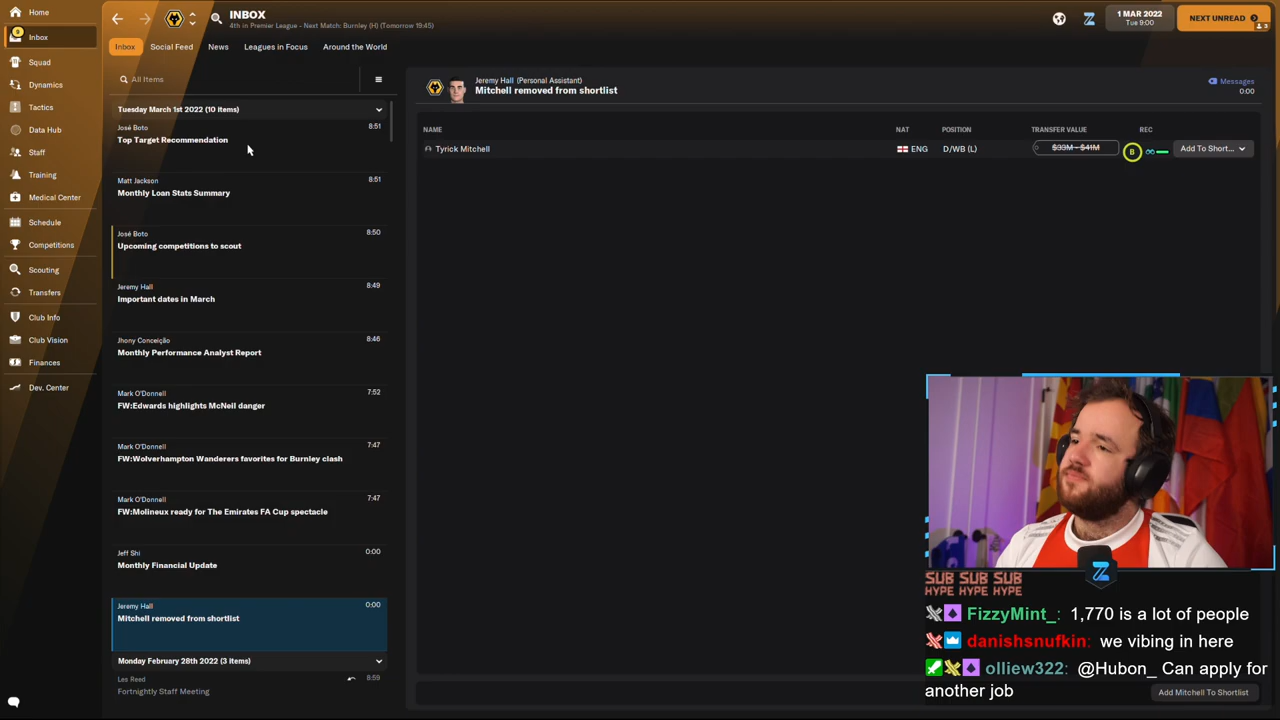 Home
Inbox
9
Squad
Dynamics
Tactics
Data Hub
Staff
Training
Medical Center
Schedule
Competitions
Scouting
Transfers
Club Info
Club Vision
Finances
Dev. Center
INBOX
4th in Premier League - Next Match: Burnley (H) (Tomorrow 19:45)
1 MAR 2022
Tue 9:00
NEXT UNREAD
3
Inbox
Social Feed
News
Leagues in Focus
Around the World
All Items
Tuesday March 1st 2022 (10 items)
José Boto 8:51
Top Target Recommendation
Matt Jackson 8:51
Monthly Loan Stats Summary
José Boto 8:50
Upcoming competitions to scout
Jeremy Hall 8:49
Important dates in March
Jhony Conceição 8:46
Monthly Performance Analyst Report
Mark O'Donnell 7:52
FW:Edwards highlights McNeil danger
Mark O'Donnell 7:47
FW:Wolverhampton Wanderers favorites for Burnley clash
Mark O'Donnell 7:47
FW:Molineux ready for The Emirates FA Cup spectacle
Jeff Shi 0:00
Monthly Financial Update
Jeremy Hall 0:00
Mitchell removed from shortlist
Monday February 28th 2022 (3 items)
Les Reed 8:59
Fortnightly Staff Meeting
Jeremy Hall (Personal Assistant)
Mitchell removed from shortlist
Messages
0:00
NAME NAT POSITION TRANSFER VALUE REC
Tyrick Mitchell ENG D/WB (L) $33M - $41M B Add To Short...
SUB SUB SUB
HYPE HYPE HYPE
FizzyMint_: 1,770 is a lot of people
danishsnufkin: we vibing in here
olliew322: @Hubon_ Can apply for
another job
Add Mitchell To Shortlist